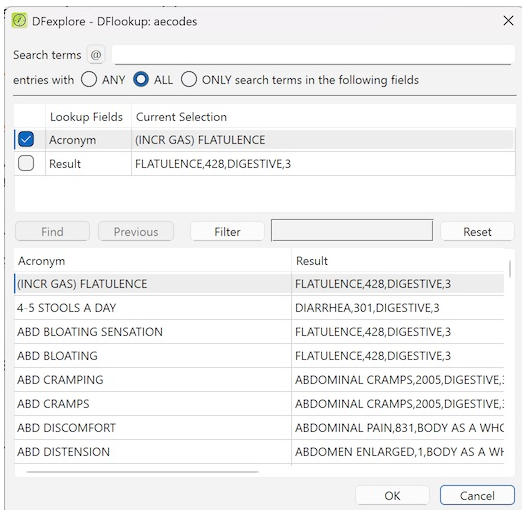 DFexplore - DFlookup: aecodes
Search terms @
entries with ANY ALL ONLY search terms in the following fields
Lookup Fields Current Selection
Acronym (INCR GAS) FLATULENCE
Result FLATULENCE,428,DIGESTIVE,3
Find Previous Filter Reset
Acronym Result
(INCR GAS) FLATULENCE FLATULENCE,428,DIGESTIVE,3
4-5 STOOLS A DAY DIARRHEA,301,DIGESTIVE,3
ABD BLOATING SENSATION FLATULENCE,428,DIGESTIVE,3
ABD BLOATING FLATULENCE,428,DIGESTIVE,3
ABD CRAMPING ABDOMINAL CRAMPS,2005,DIGESTIVE,
ABD CRAMPS ABDOMINAL CRAMPS,2005,DIGESTIVE,
ABD DISCOMFORT ABDOMINAL PAIN,831,BODY AS A WHO
ABD DISTENSION ABDOMEN ENLARGED,1,BODY AS A WH
OK Cancel